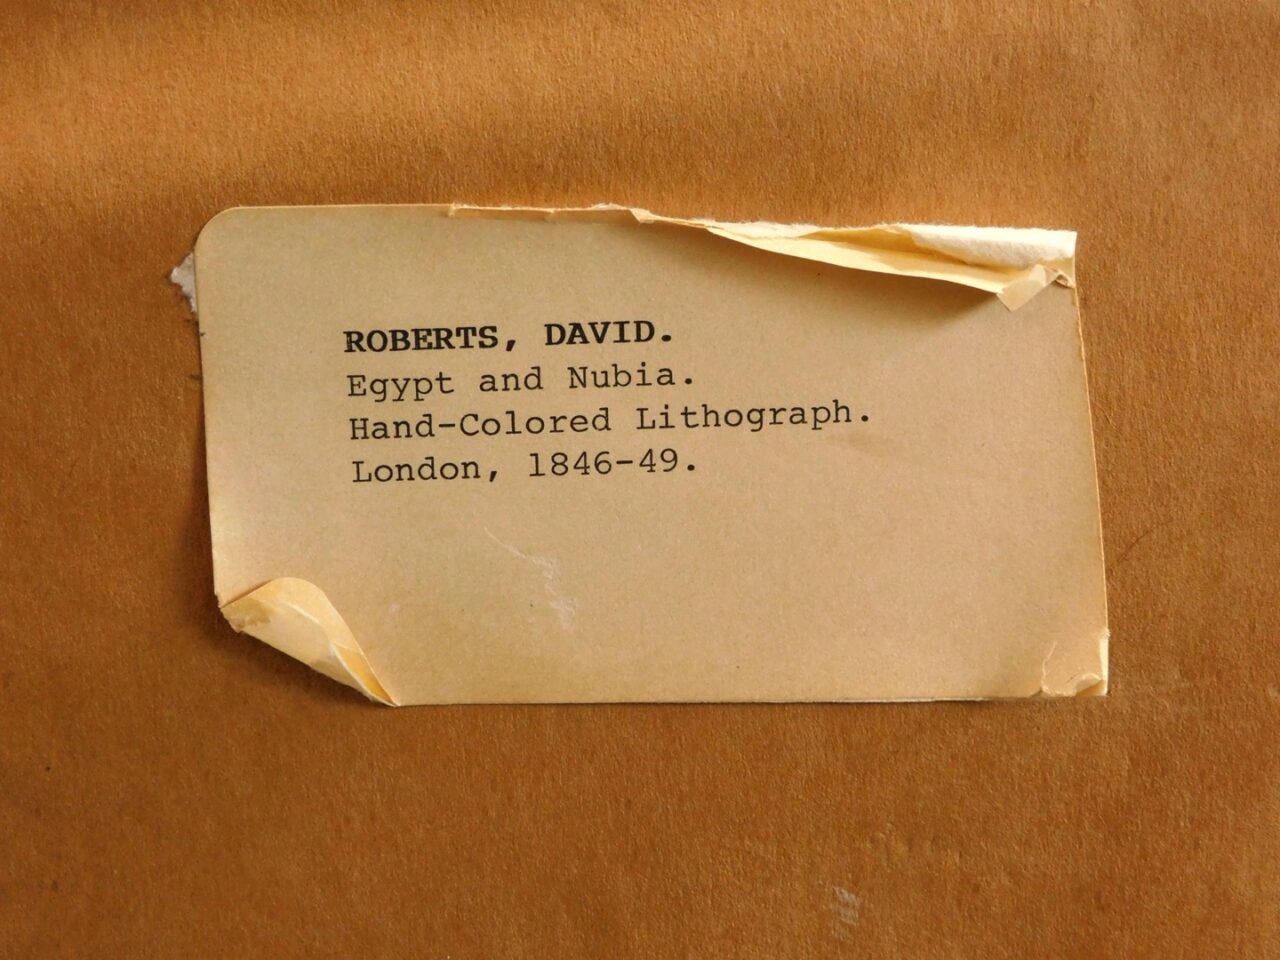 ROBERTS, DAVID.
Egypt and Nubia.
Hand-Colored Lithograph.
London, 1846-49.